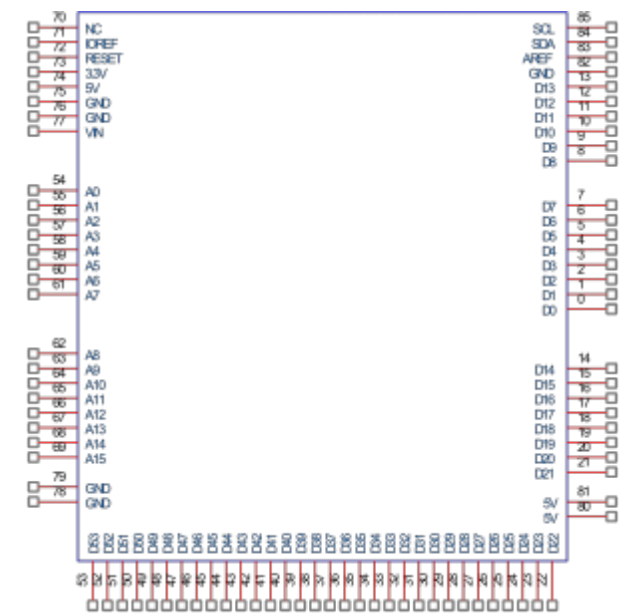 70 NC
71 IOREF
72 RESET
73 3.3V
74 5V
75 GND
76 GND
77 VIN
54 A0
55 A1
56 A2
57 A3
58 A4
59 A5
60 A6
61 A7
62 A8
63 A9
64 A10
65 A11
66 A12
67 A13
68 A14
69 A15
79 GND
78 GND
SCL 85
SDA 84
AREF 83
GND 82
D13 13
D12 12
D11 11
D10 10
D9 9
D8 8
D7 7
D6 6
D5 5
D4 4
D3 3
D2 2
D1 1
D0 0
D14 14
D15 15
D16 16
D17 17
D18 18
D19 19
D20 20
D21 21
5V 81
5V 80
D53 D52 D51 D50 D49 D48 D47 D46 D45 D44 D43 D42 D41 D40 D39 D38 D37 D36 D35 D34 D33 D32 D31 D30 D29 D28 D27 D26 D25 D24 D23 D22
53 52 51 50 49 48 47 46 45 44 43 42 41 40 39 38 37 36 35 34 33 32 31 30 29 28 27 26 25 24 23 22